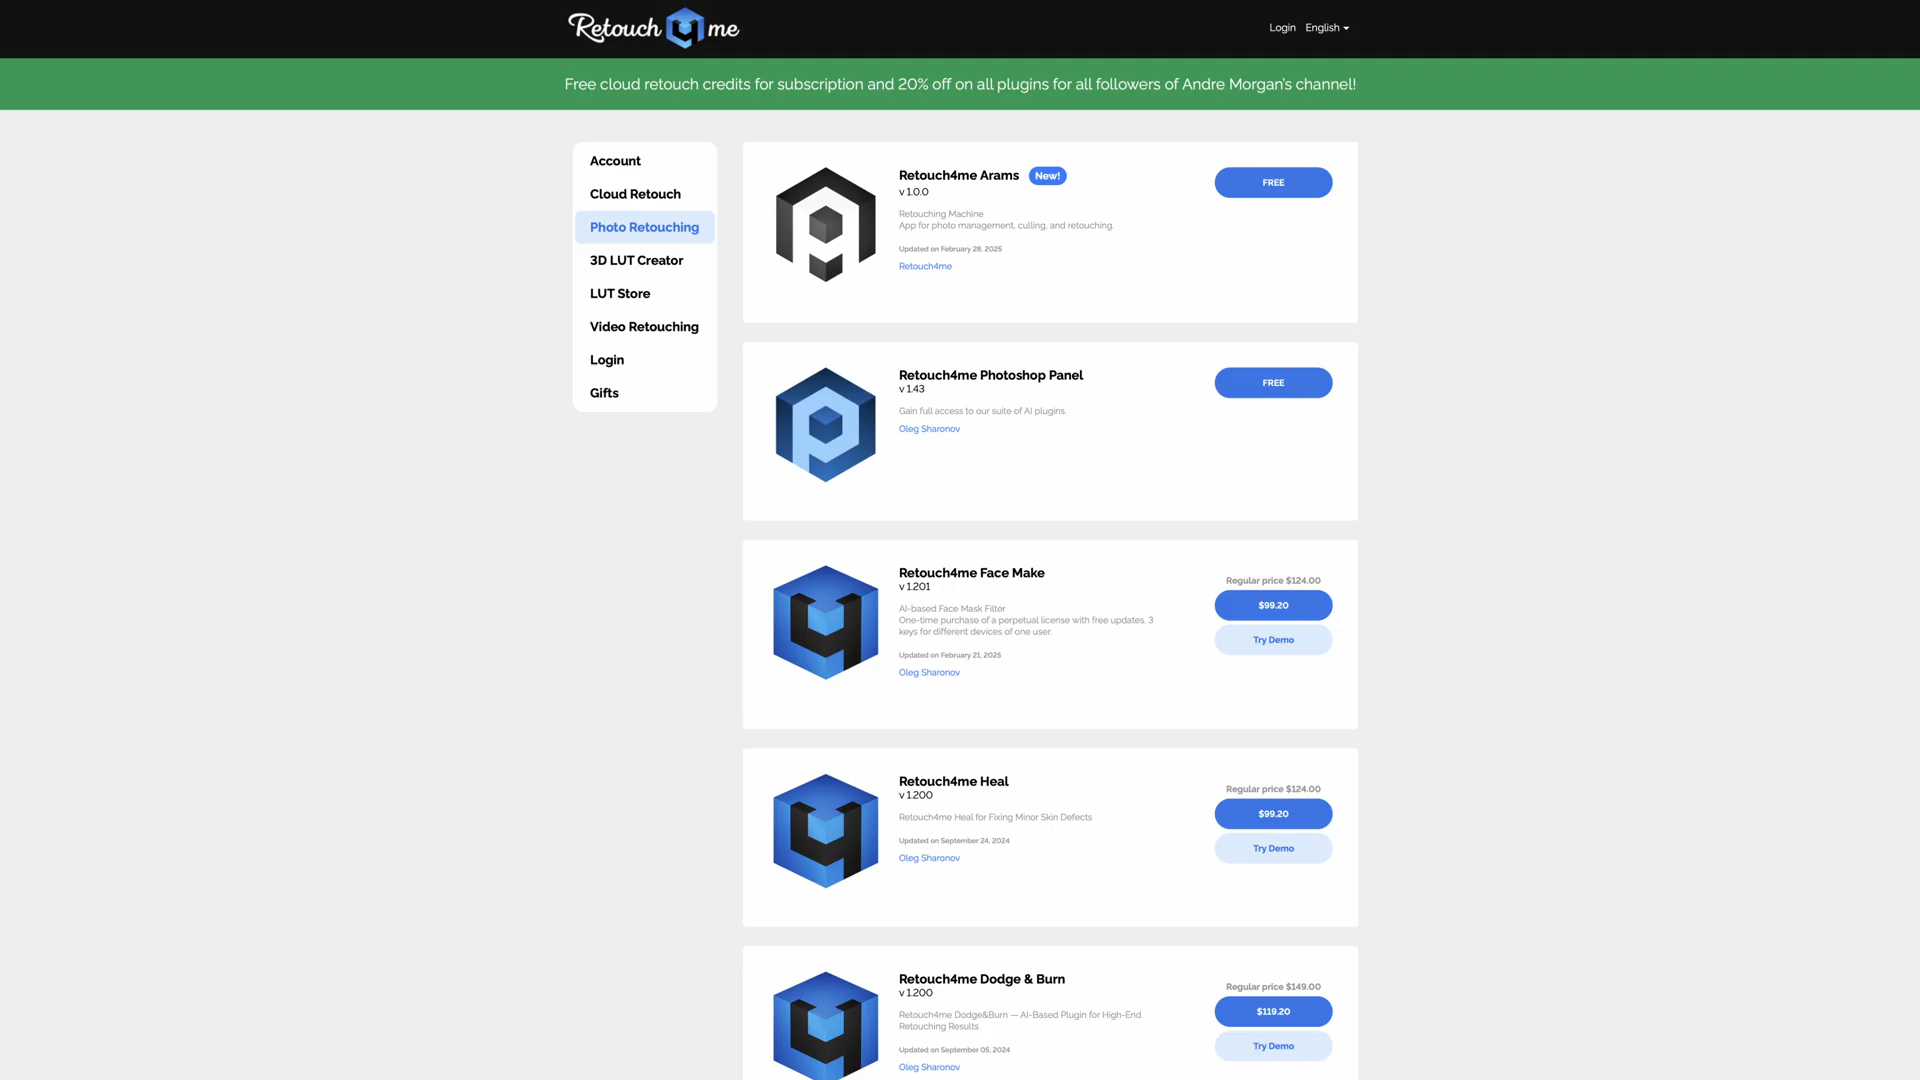 Retouch4me
Login English
Free cloud retouch credits for subscription and 20% off on all plugins for all followers of Andre Morgan's channel!
Account
Cloud Retouch
Photo Retouching
3D LUT Creator
LUT Store
Video Retouching
Login
Gifts
Retouch4me Arams New!
v 1.0.0
Retouching Machine
App for photo management, culling, and retouching.
Updated on February 28, 2025
Retouch4me
FREE
Retouch4me Photoshop Panel
v 1.43
Gain full access to our suite of AI plugins.
Oleg Sharonov
FREE
Retouch4me Face Make
v 1.201
AI-based Face Mask Filter
One-time purchase of a perpetual license with free updates. 3
keys for different devices of one user.
Updated on February 21, 2025
Oleg Sharonov
Regular price $124.00
$99.20
Try Demo
Retouch4me Heal
v 1.200
Retouch4me Heal for Fixing Minor Skin Defects
Updated on September 24, 2024
Oleg Sharonov
Regular price $124.00
$99.20
Try Demo
Retouch4me Dodge & Burn
v 1.200
Retouch4me Dodge&Burn — AI-Based Plugin for High-End
Retouching Results
Updated on September 05, 2024
Oleg Sharonov
Regular price $149.00
$119.20
Try Demo